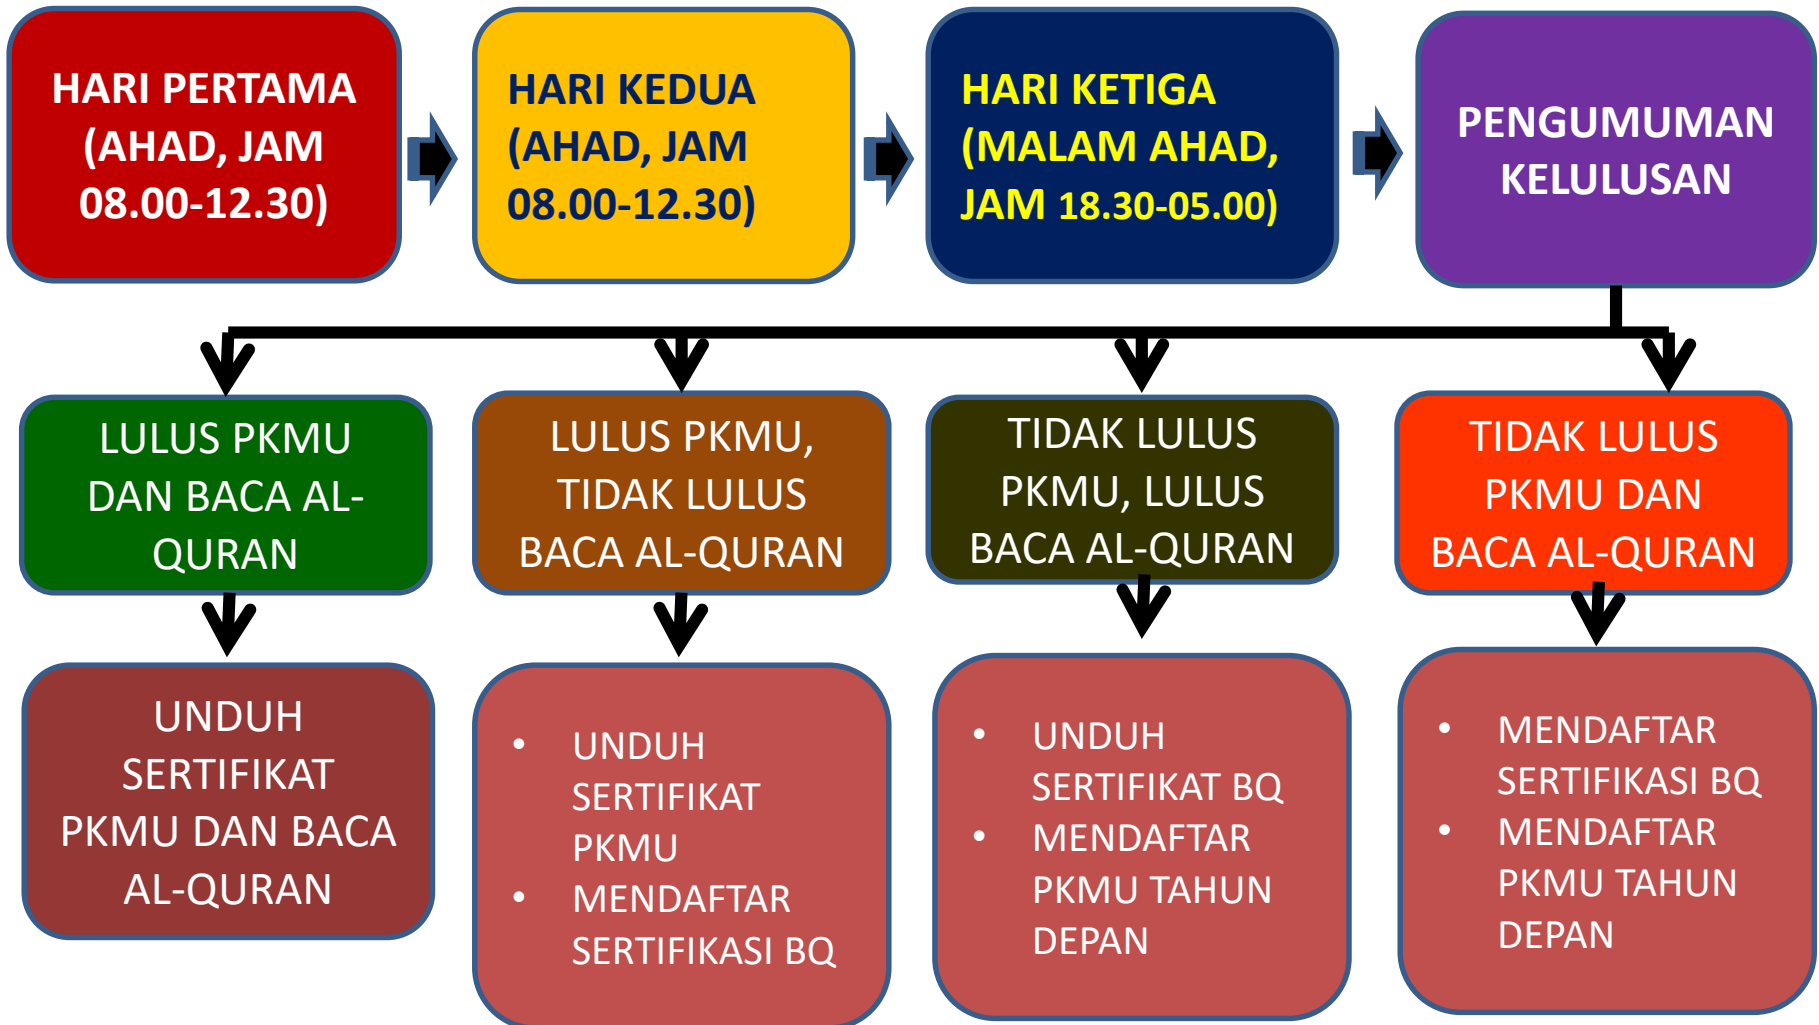 HARI PERTAMA
(AHAD, JAM
08.00-12.30)
HARI KEDUA
(AHAD, JAM
08.00-12.30)
HARI KETIGA
(MALAM AHAD,
JAM 18.30-05.00)
PENGUMUMAN
KELULUSAN
LULUS PKMU
DAN BACA AL-
QURAN
LULUS PKMU,
TIDAK LULUS
BACA AL-QURAN
TIDAK LULUS
PKMU, LULUS
BACA AL-QURAN
TIDAK LULUS
PKMU DAN
BACA AL-QURAN
UNDUH
SERTIFIKAT
PKMU DAN BACA
AL-QURAN
• UNDUH
SERTIFIKAT
PKMU
• MENDAFTAR
SERTIFIKASI BQ
• UNDUH
SERTIFIKAT BQ
• MENDAFTAR
PKMU TAHUN
DEPAN
• MENDAFTAR
SERTIFIKASI BQ
• MENDAFTAR
PKMU TAHUN
DEPAN